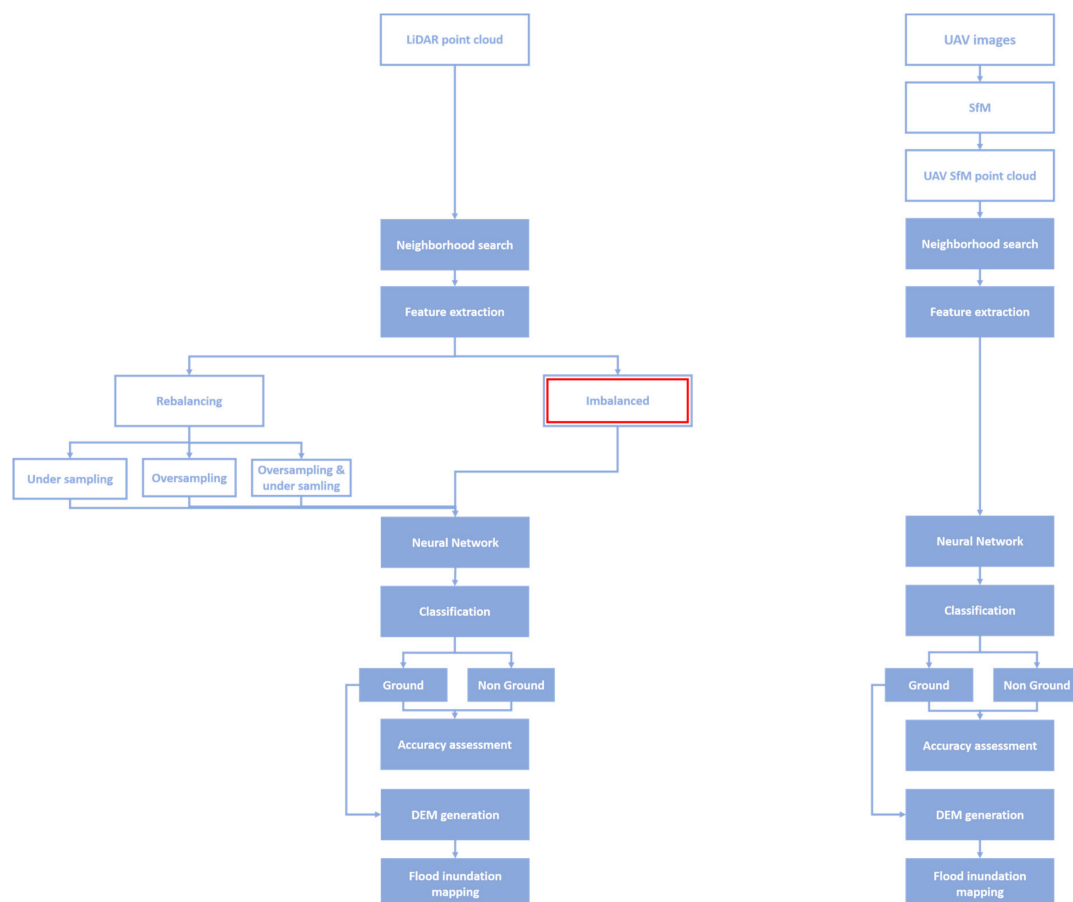 LiDAR point cloud
Neighborhood search
Feature extraction
Rebalancing
Imbalanced
Under sampling
Oversampling
Oversampling &
under samling
Neural Network
Classification
Ground
Non Ground
Accuracy assessment
DEM generation
Flood inundation
mapping
UAV images
SfM
UAV SfM point cloud
Neighborhood search
Feature extraction
Neural Network
Classification
Ground
Non Ground
Accuracy assessment
DEM generation
Flood inundation
mapping